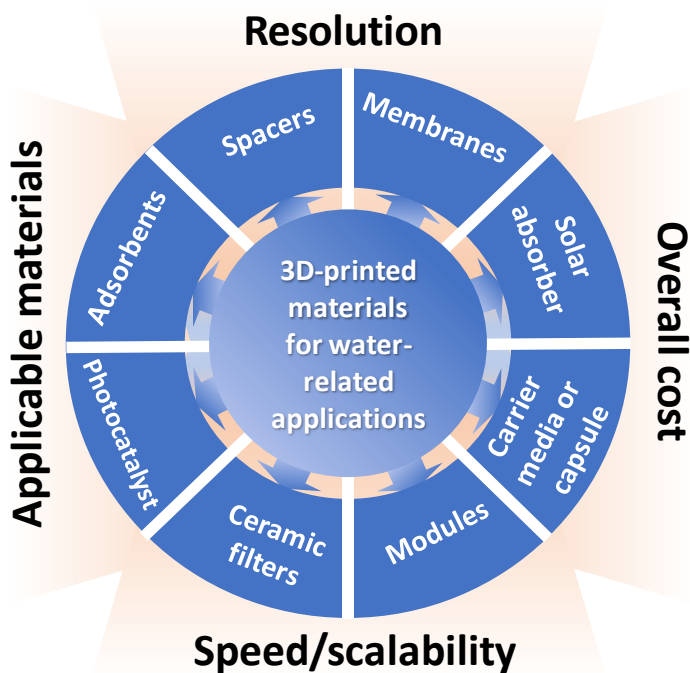 Resolution
Spacers
Membranes
Solar
absorber
Carrier
media or
capsule
Modules
Ceramic
filters
Photocatalyst
Adsorbents
3D-printed
materials
for water-
related
applications
Applicable materials
Overall cost
Speed/scalability